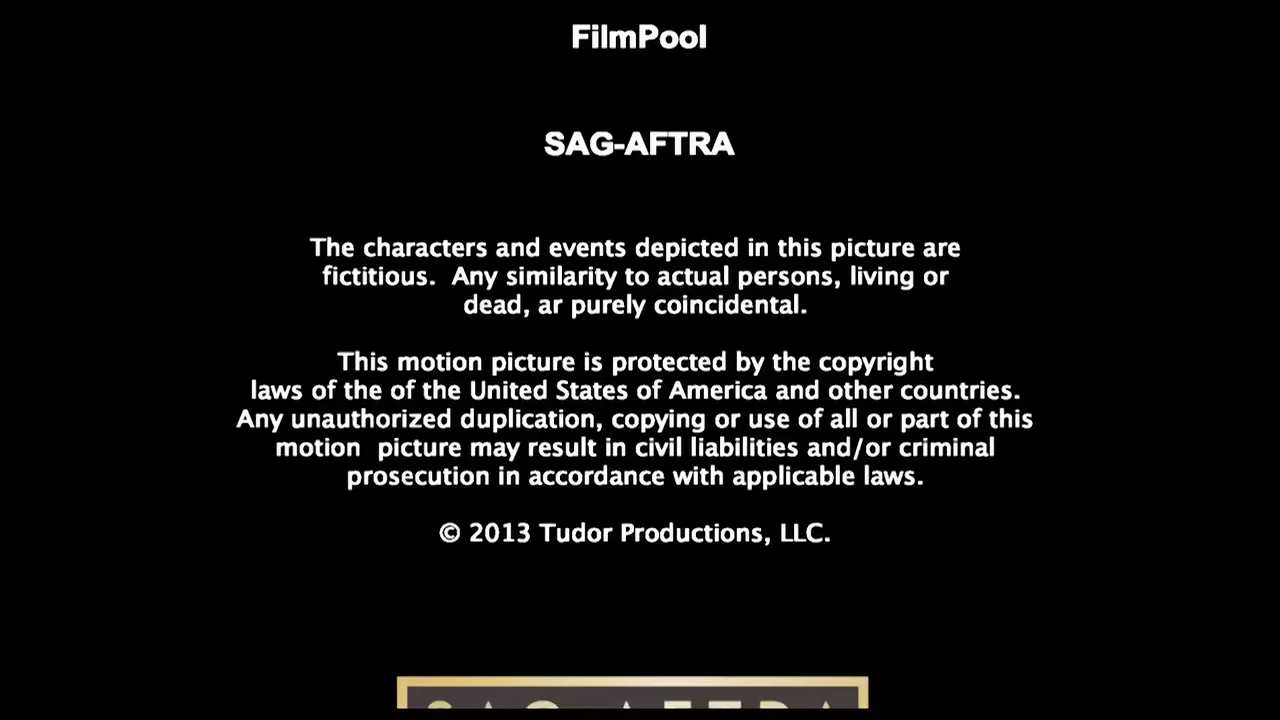 FilmPool
SAG-AFTRA
The characters and events depicted in this picture are
fictitious.  Any similarity to actual persons, living or
dead, ar purely coincidental.
This motion picture is protected by the copyright
laws of the of the United States of America and other countries.
Any unauthorized duplication, copying or use of all or part of this
motion  picture may result in civil liabilities and/or criminal
prosecution in accordance with applicable laws.
© 2013 Tudor Productions, LLC.
SAG-AFTRA